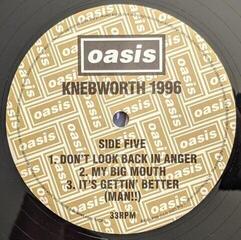 oasis
KNEBWORTH 1996
SIDE FIVE
1. DON'T LOOK BACK IN ANGER
2. MY BIG MOUTH
3. IT'S GETTIN' BETTER
(MAN!!)
33RPM